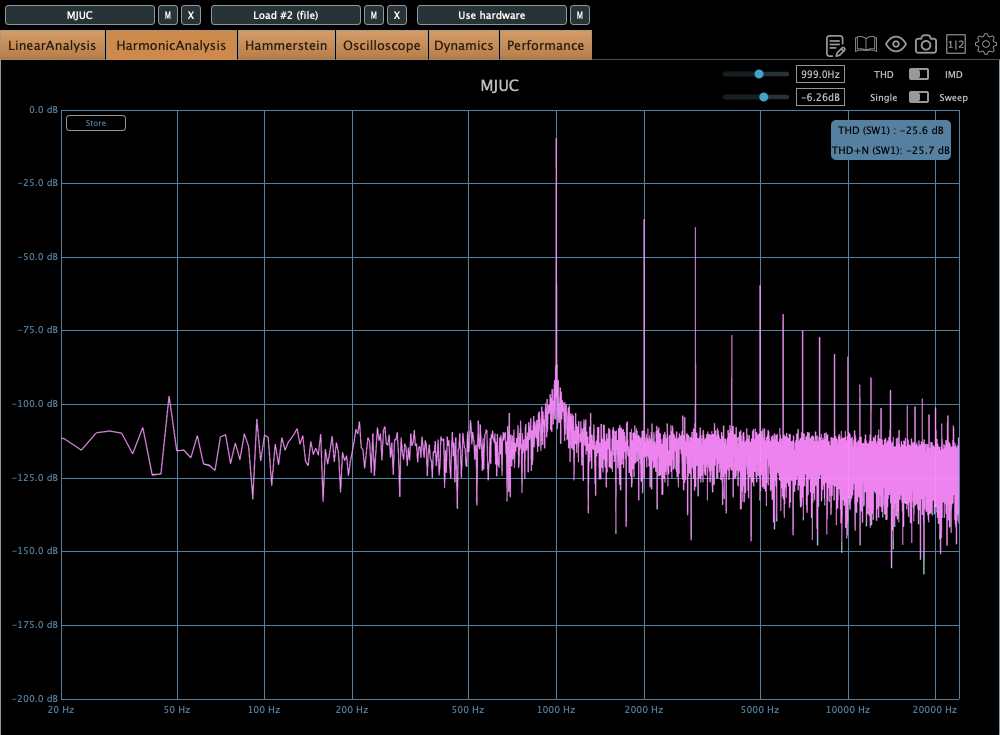 MJUC M X Load #2 (file) M X Use hardware M
LinearAnalysis HarmonicAnalysis Hammerstein Oscilloscope Dynamics Performance
1|2
MJUC
999.0Hz THD IMD
-6.26dB Single Sweep
Store
THD (SW1) : -25.6 dB
THD+N (SW1): -25.7 dB
0.0 dB
-25.0 dB
-50.0 dB
-75.0 dB
-100.0 dB
-125.0 dB
-150.0 dB
-175.0 dB
-200.0 dB
20 Hz 50 Hz 100 Hz 200 Hz 500 Hz 1000 Hz 2000 Hz 5000 Hz 10000 Hz 20000 Hz